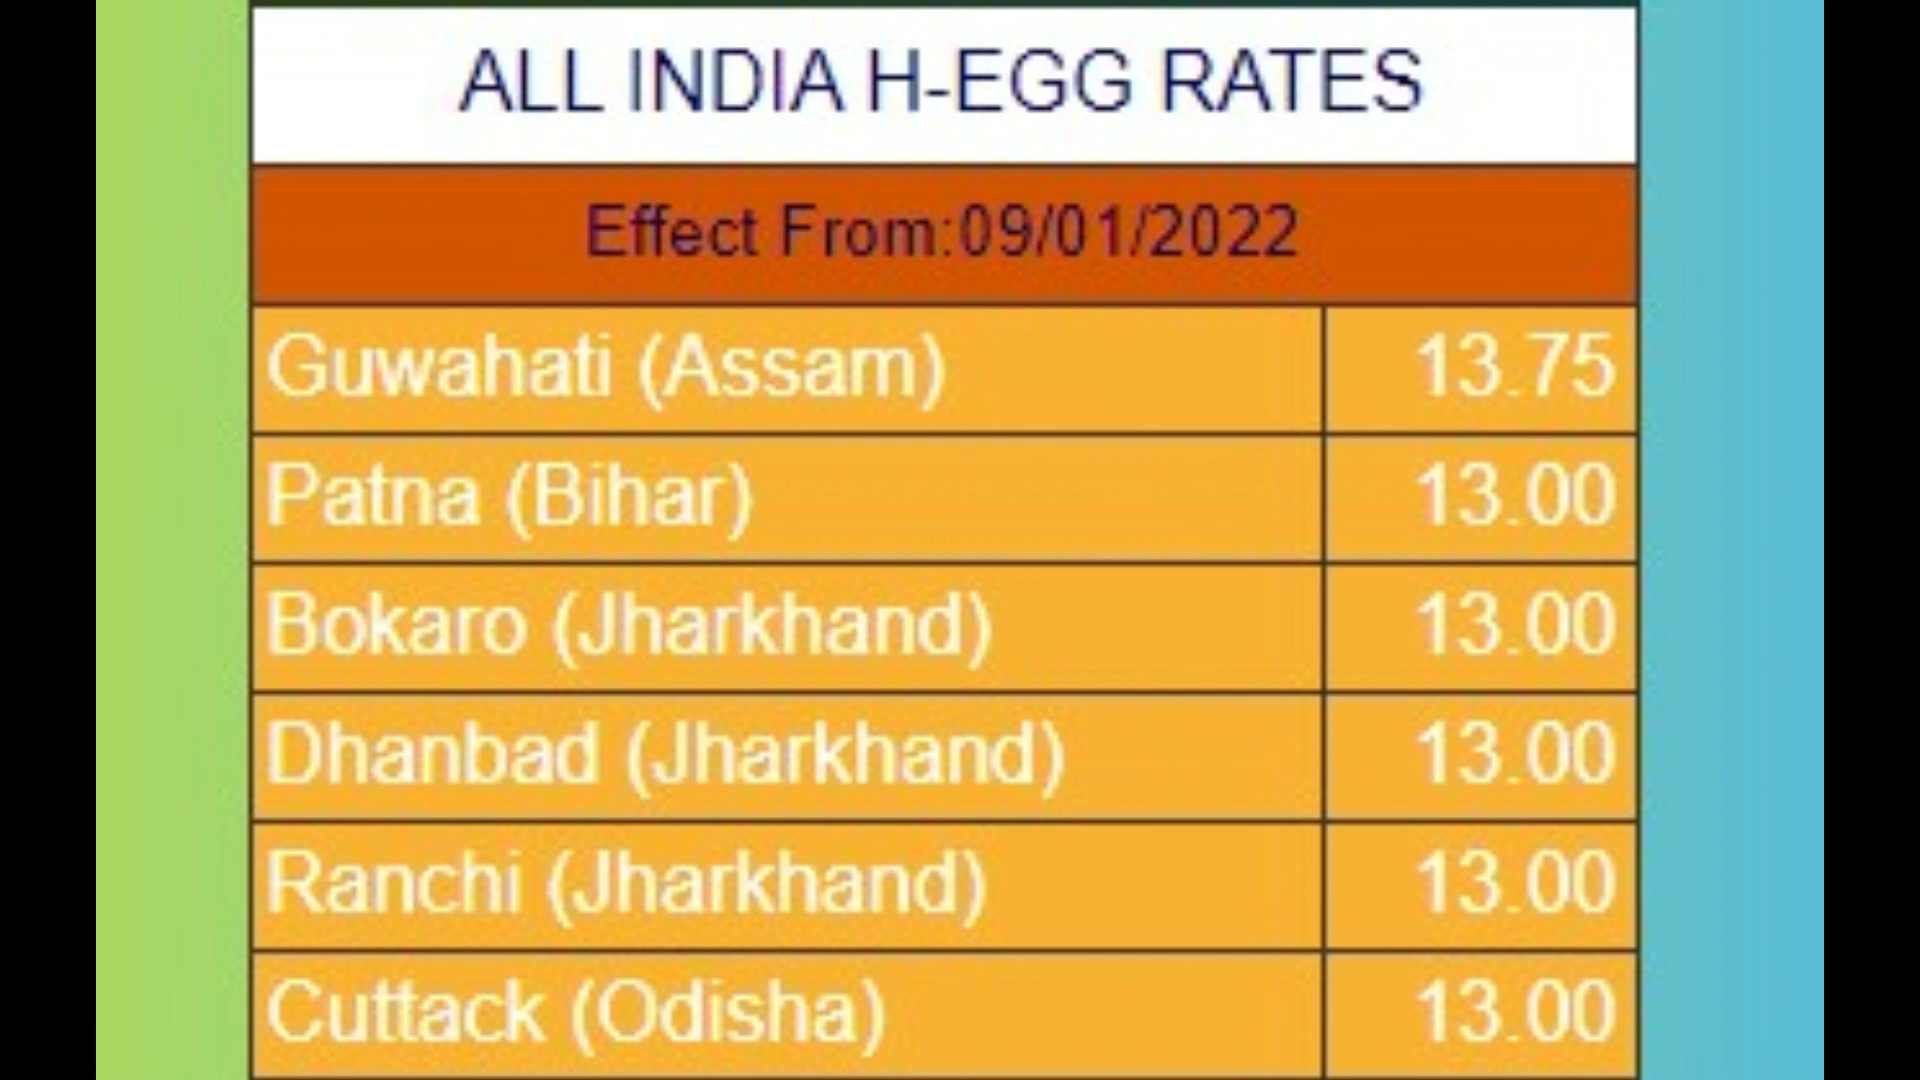 ALL INDIA H-EGG RATES
Effect From:09/01/2022
Guwahati (Assam) 13.75
Patna (Bihar) 13.00
Bokaro (Jharkhand) 13.00
Dhanbad (Jharkhand) 13.00
Ranchi (Jharkhand) 13.00
Cuttack (Odisha) 13.00